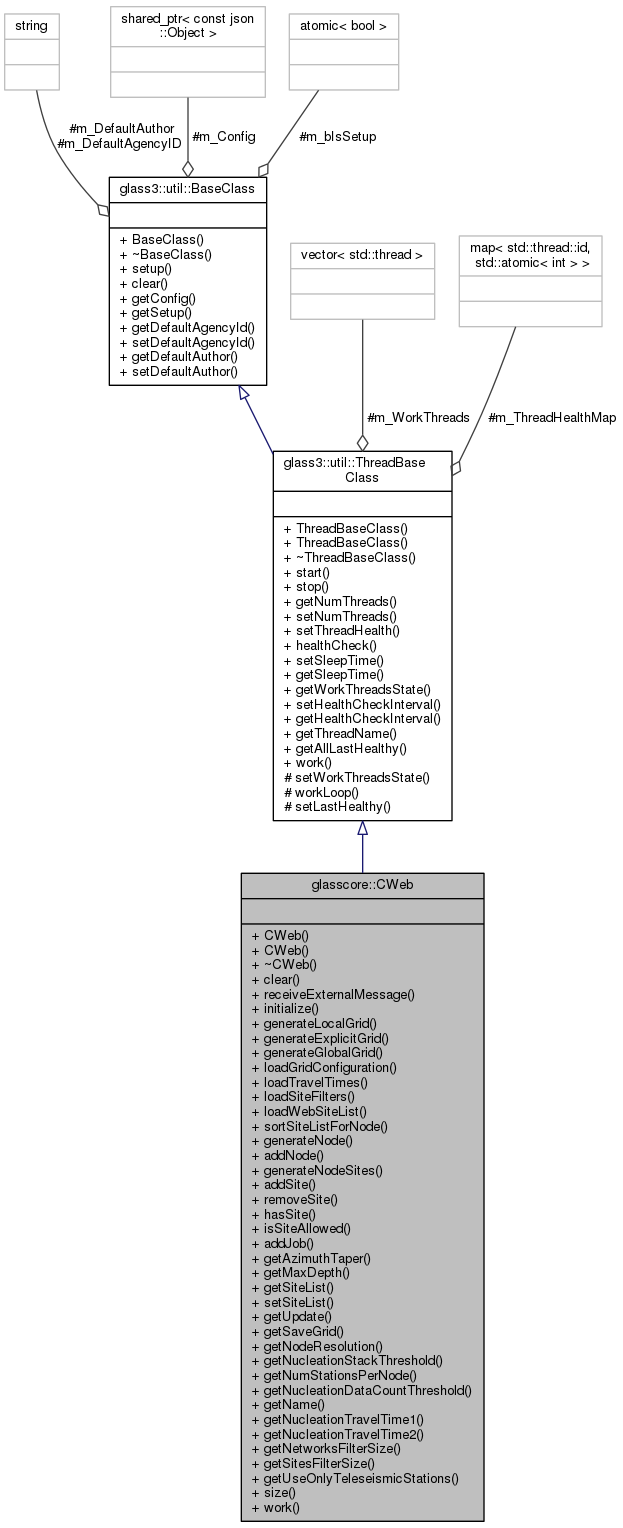 string
shared_ptr< const json
::Object >
atomic< bool >
#m_DefaultAuthor
#m_DefaultAgencyID
#m_Config
#m_bIsSetup
glass3::util::BaseClass
+ BaseClass()
+ ~BaseClass()
+ setup()
+ clear()
+ getConfig()
+ getSetup()
+ getDefaultAgencyId()
+ setDefaultAgencyId()
+ getDefaultAuthor()
+ setDefaultAuthor()
vector< std::thread >
map< std::thread::id,
std::atomic< int > >
#m_WorkThreads
#m_ThreadHealthMap
glass3::util::ThreadBase
Class
+ ThreadBaseClass()
+ ThreadBaseClass()
+ ~ThreadBaseClass()
+ start()
+ stop()
+ getNumThreads()
+ setNumThreads()
+ setThreadHealth()
+ healthCheck()
+ setSleepTime()
+ getSleepTime()
+ getWorkThreadsState()
+ setHealthCheckInterval()
+ getHealthCheckInterval()
+ getThreadName()
+ getAllLastHealthy()
+ work()
# setWorkThreadsState()
# workLoop()
# setLastHealthy()
glasscore::CWeb
+ CWeb()
+ CWeb()
+ ~CWeb()
+ clear()
+ receiveExternalMessage()
+ initialize()
+ generateLocalGrid()
+ generateExplicitGrid()
+ generateGlobalGrid()
+ loadGridConfiguration()
+ loadTravelTimes()
+ loadSiteFilters()
+ loadWebSiteList()
+ sortSiteListForNode()
+ generateNode()
+ addNode()
+ generateNodeSites()
+ addSite()
+ removeSite()
+ hasSite()
+ isSiteAllowed()
+ addJob()
+ getAzimuthTaper()
+ getMaxDepth()
+ getSiteList()
+ setSiteList()
+ getUpdate()
+ getSaveGrid()
+ getNodeResolution()
+ getNucleationStackThreshold()
+ getNumStationsPerNode()
+ getNucleationDataCountThreshold()
+ getName()
+ getNucleationTravelTime1()
+ getNucleationTravelTime2()
+ getNetworksFilterSize()
+ getSitesFilterSize()
+ getUseOnlyTeleseismicStations()
+ size()
+ work()